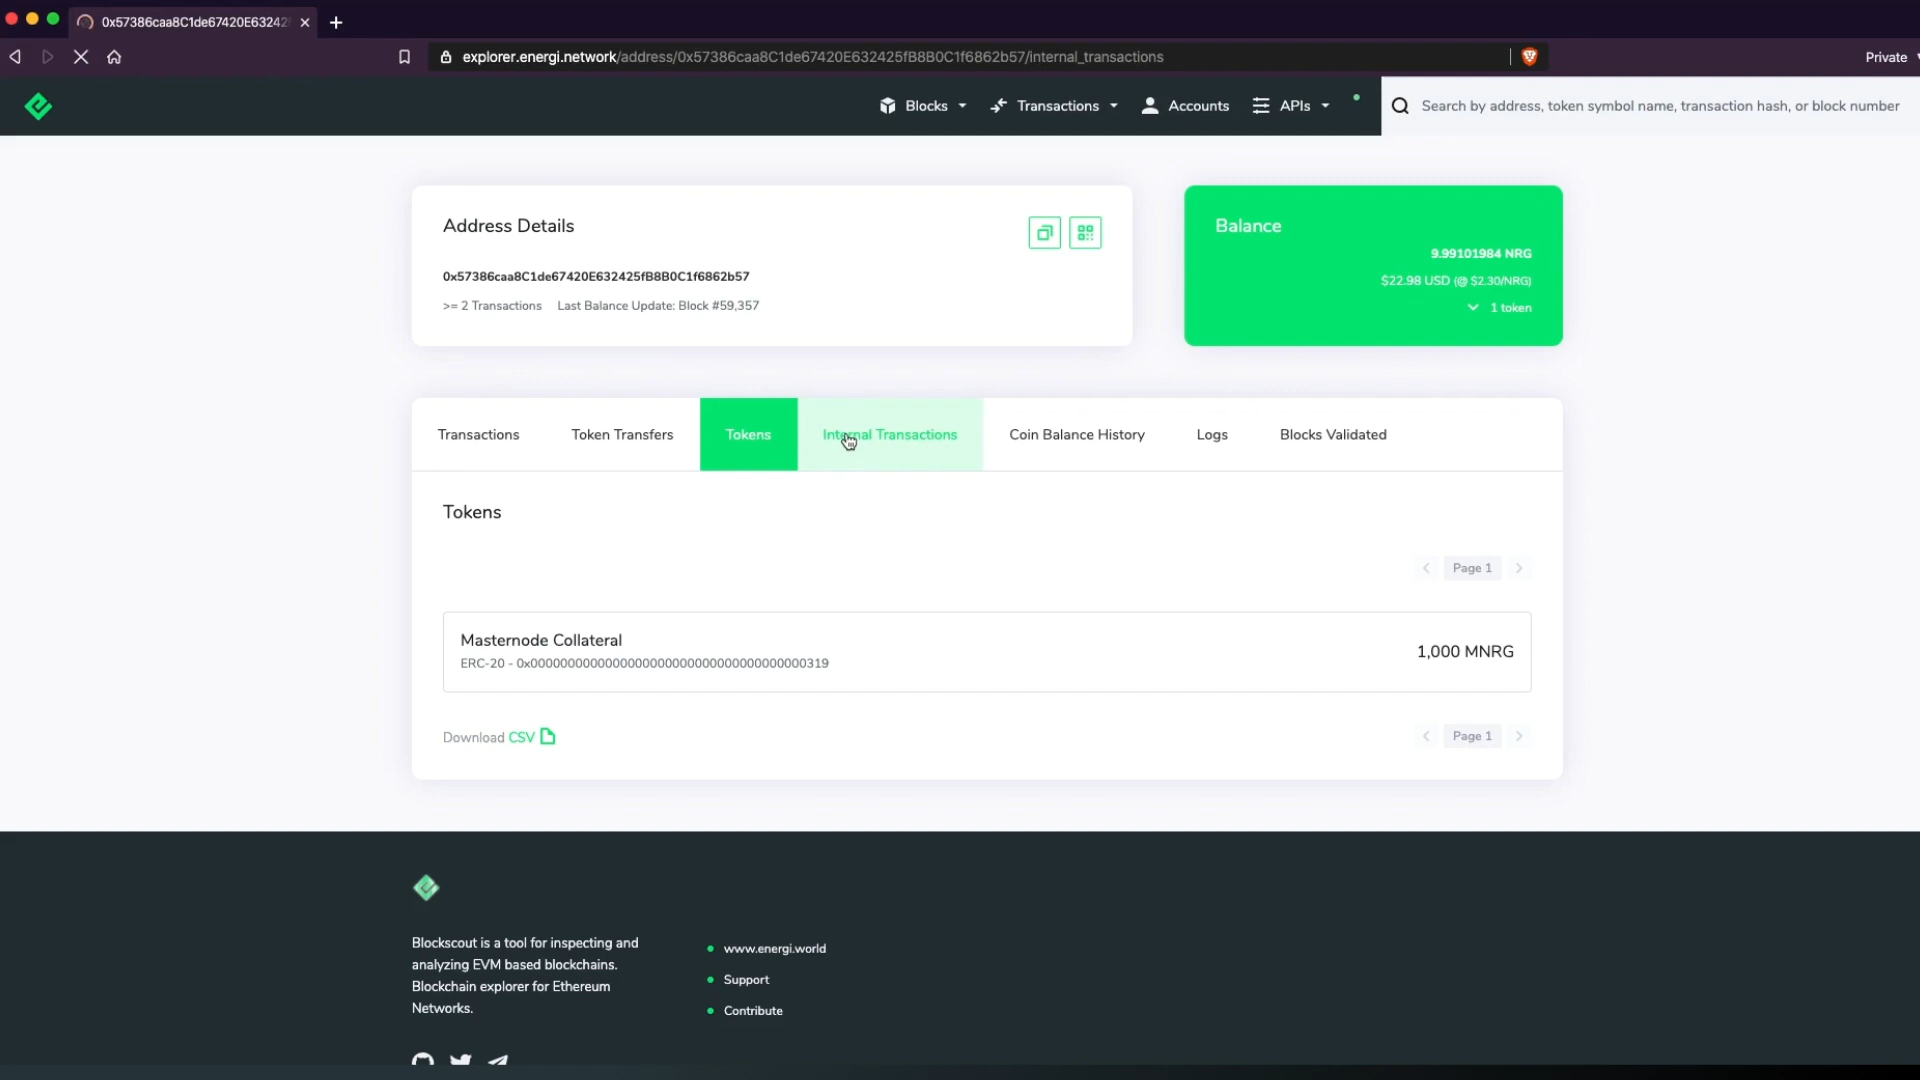 0x57386caa8C1de67420E63242
explorer.energi.network/address/0x57386caa8C1de67420E632425fB8B0C1f6862b57/internal_transactions
Private
Blocks
Transactions
Accounts
APIs
Search by address, token symbol name, transaction hash, or block number
Address Details
0x57386caa8C1de67420E632425fB8B0C1f6862b57
>= 2 Transactions Last Balance Update: Block #59,357
Balance
9.99101984 NRG
$22.98 USD (@ $2.30/NRG)
1 token
Transactions
Token Transfers
Tokens
Internal Transactions
Coin Balance History
Logs
Blocks Validated
Tokens
Page 1
Masternode Collateral
ERC-20 - 0x0000000000000000000000000000000000000319
1,000 MNRG
Download CSV
Page 1
Blockscout is a tool for inspecting and
analyzing EVM based blockchains.
Blockchain explorer for Ethereum
Networks.
www.energi.world
Support
Contribute